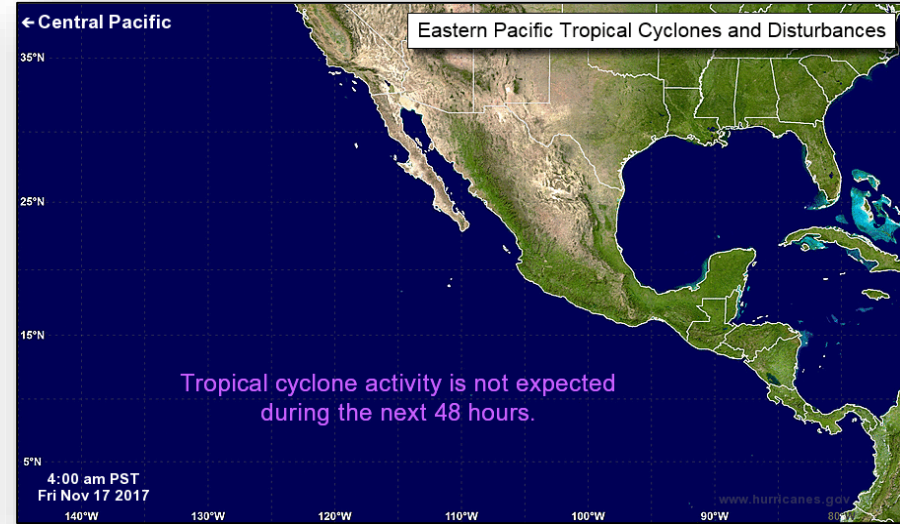 ← Central Pacific
Eastern Pacific Tropical Cyclones and Disturbances
35°N
25°N
15°N
Tropical cyclone activity is not expected
during the next 48 hours.
5°N
4:00 am PST
Fri Nov 17 2017
www.hurricanes.gov
140°W 130°W 120°W 110°W 100°W 90°W 80°W